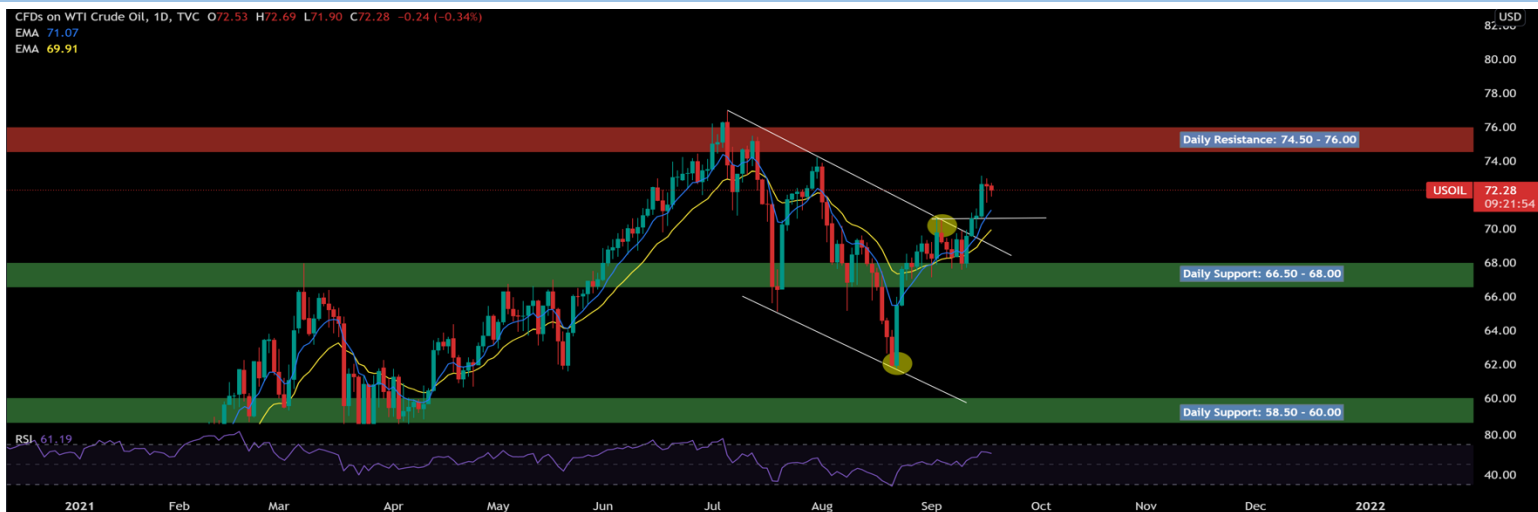 CFDs on WTI Crude Oil, 1D, TVC O72.53 H72.69 L71.90 C72.28 −0.24 (−0.34%)
EMA 71.07
EMA 69.91
USD
82.00
80.00
78.00
76.00
Daily Resistance: 74.50 - 76.00
74.00
USOIL 72.28
09:21:54
70.00
68.00
Daily Support: 66.50 - 68.00
66.00
64.00
62.00
60.00
Daily Support: 58.50 - 60.00
RSI 61.19
80.00
40.00
2021 Feb Mar Apr May Jun Jul Aug Sep Oct Nov Dec 2022